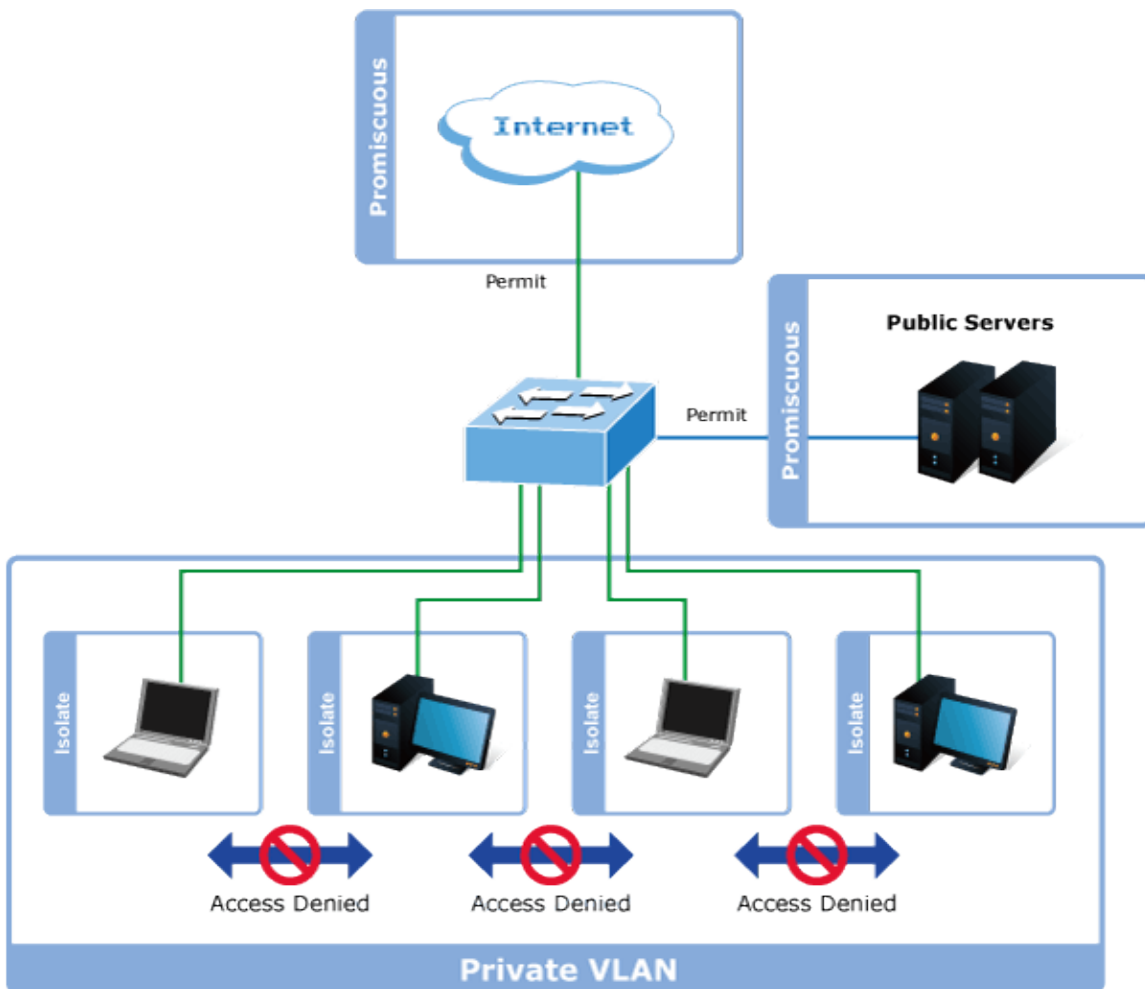 Promiscuous
Internet
Permit
Promiscuous
Public Servers
Permit
Isolate
Isolate
Isolate
Isolate
Access Denied
Access Denied
Access Denied
Private VLAN